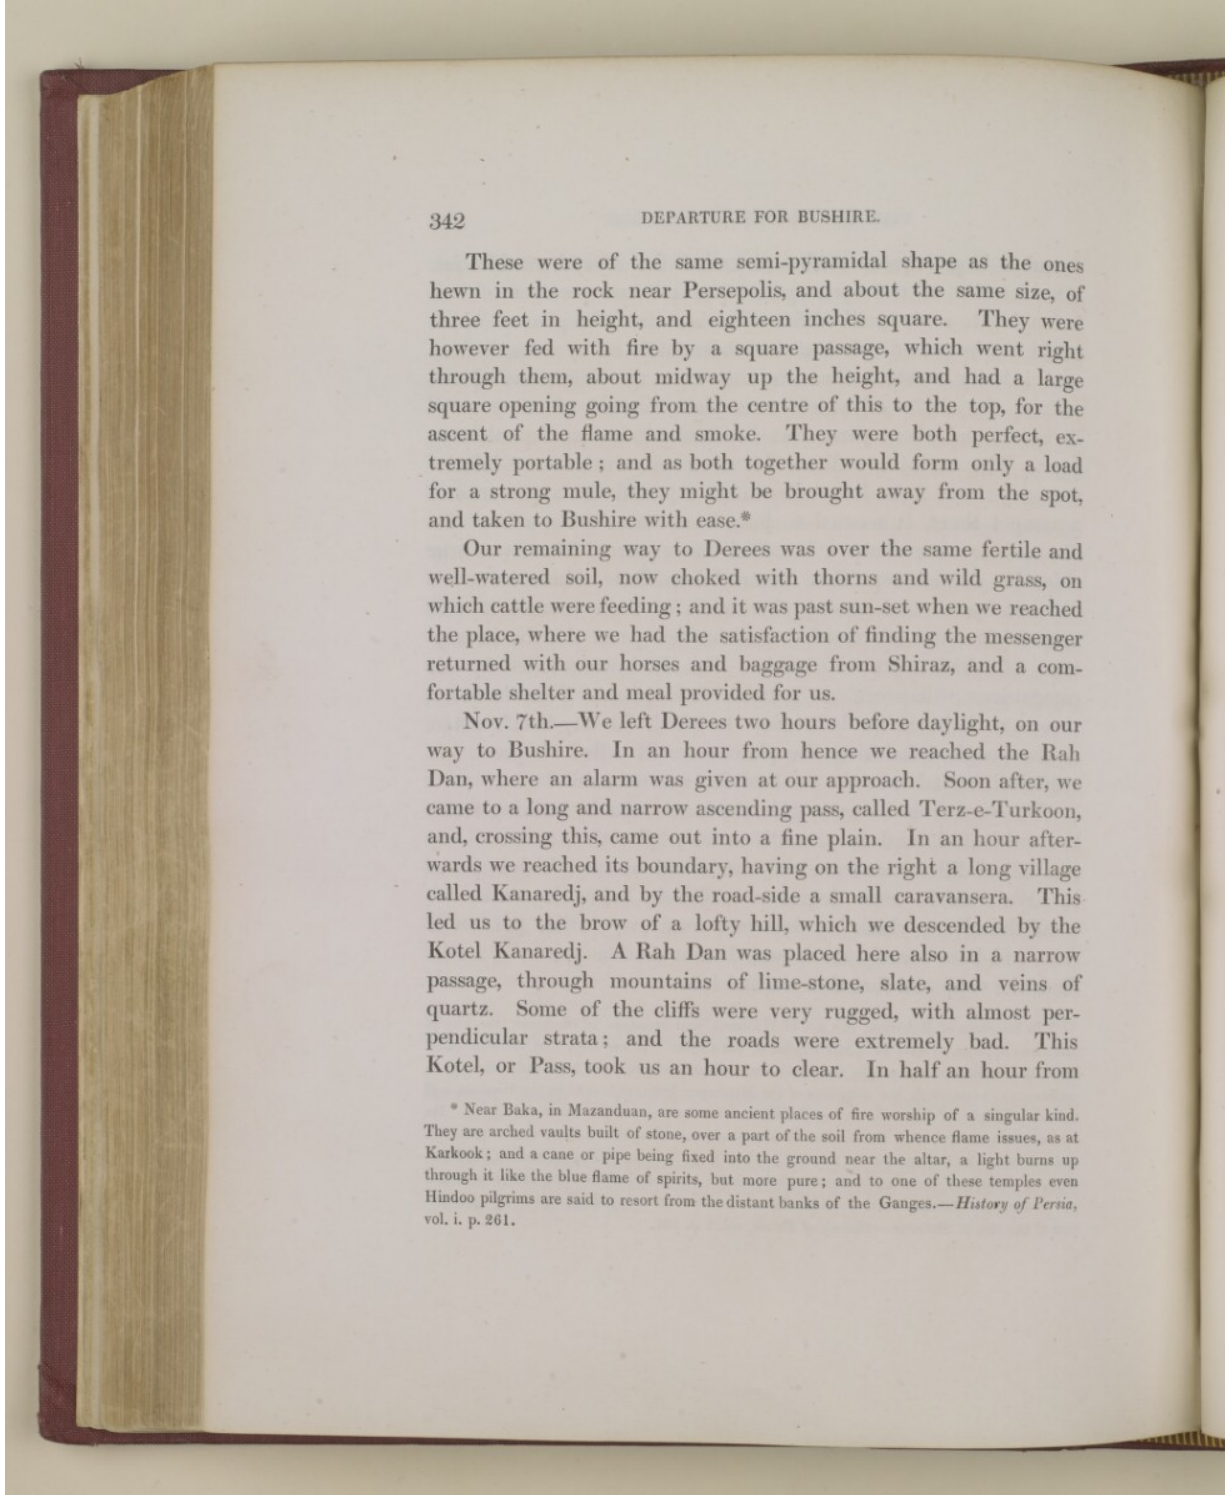 342 DEPARTURE FOR BUSHIRE.
These were of the same semi-pyramidal shape as the ones
hewn in the rock near Persepolis, and about the same size, of
three feet in height, and eighteen inches square. They were
however fed with fire by a square passage, which went right
through them, about midway up the height, and had a large
square opening going from the centre of this to the top, for the
ascent of the flame and smoke. They were both perfect, ex-
tremely portable; and as both together would form only a load
for a strong mule, they might be brought away from the spot,
and taken to Bushire with ease.*
Our remaining way to Derees was over the same fertile and
well-watered soil, now choked with thorns and wild grass, on
which cattle were feeding; and it was past sun-set when we reached
the place, where we had the satisfaction of finding the messenger
returned with our horses and baggage from Shiraz, and a com-
fortable shelter and meal provided for us.
Nov. 7th.—We left Derees two hours before daylight, on our
way to Bushire. In an hour from hence we reached the Rah
Dan, where an alarm was given at our approach. Soon after, we
came to a long and narrow ascending pass, called Terz-e-Turkoon,
and, crossing this, came out into a fine plain. In an hour after-
wards we reached its boundary, having on the right a long village
called Kanaredj, and by the road-side a small caravansera. This
led us to the brow of a lofty hill, which we descended by the
Kotel Kanaredj. A Rah Dan was placed here also in a narrow
passage, through mountains of lime-stone, slate, and veins of
quartz. Some of the cliffs were very rugged, with almost per-
pendicular strata; and the roads were extremely bad. This
Kotel, or Pass, took us an hour to clear. In half an hour from
* Near Baka, in Mazanduan, are some ancient places of fire worship of a singular kind.
They are arched vaults built of stone, over a part of the soil from whence flame issues, as at
Karkook; and a cane or pipe being fixed into the ground near the altar, a light burns up
through it like the blue flame of spirits, but more pure; and to one of these temples even
Hindoo pilgrims are said to resort from the distant banks of the Ganges.—History of Persia,
vol. i. p. 261.